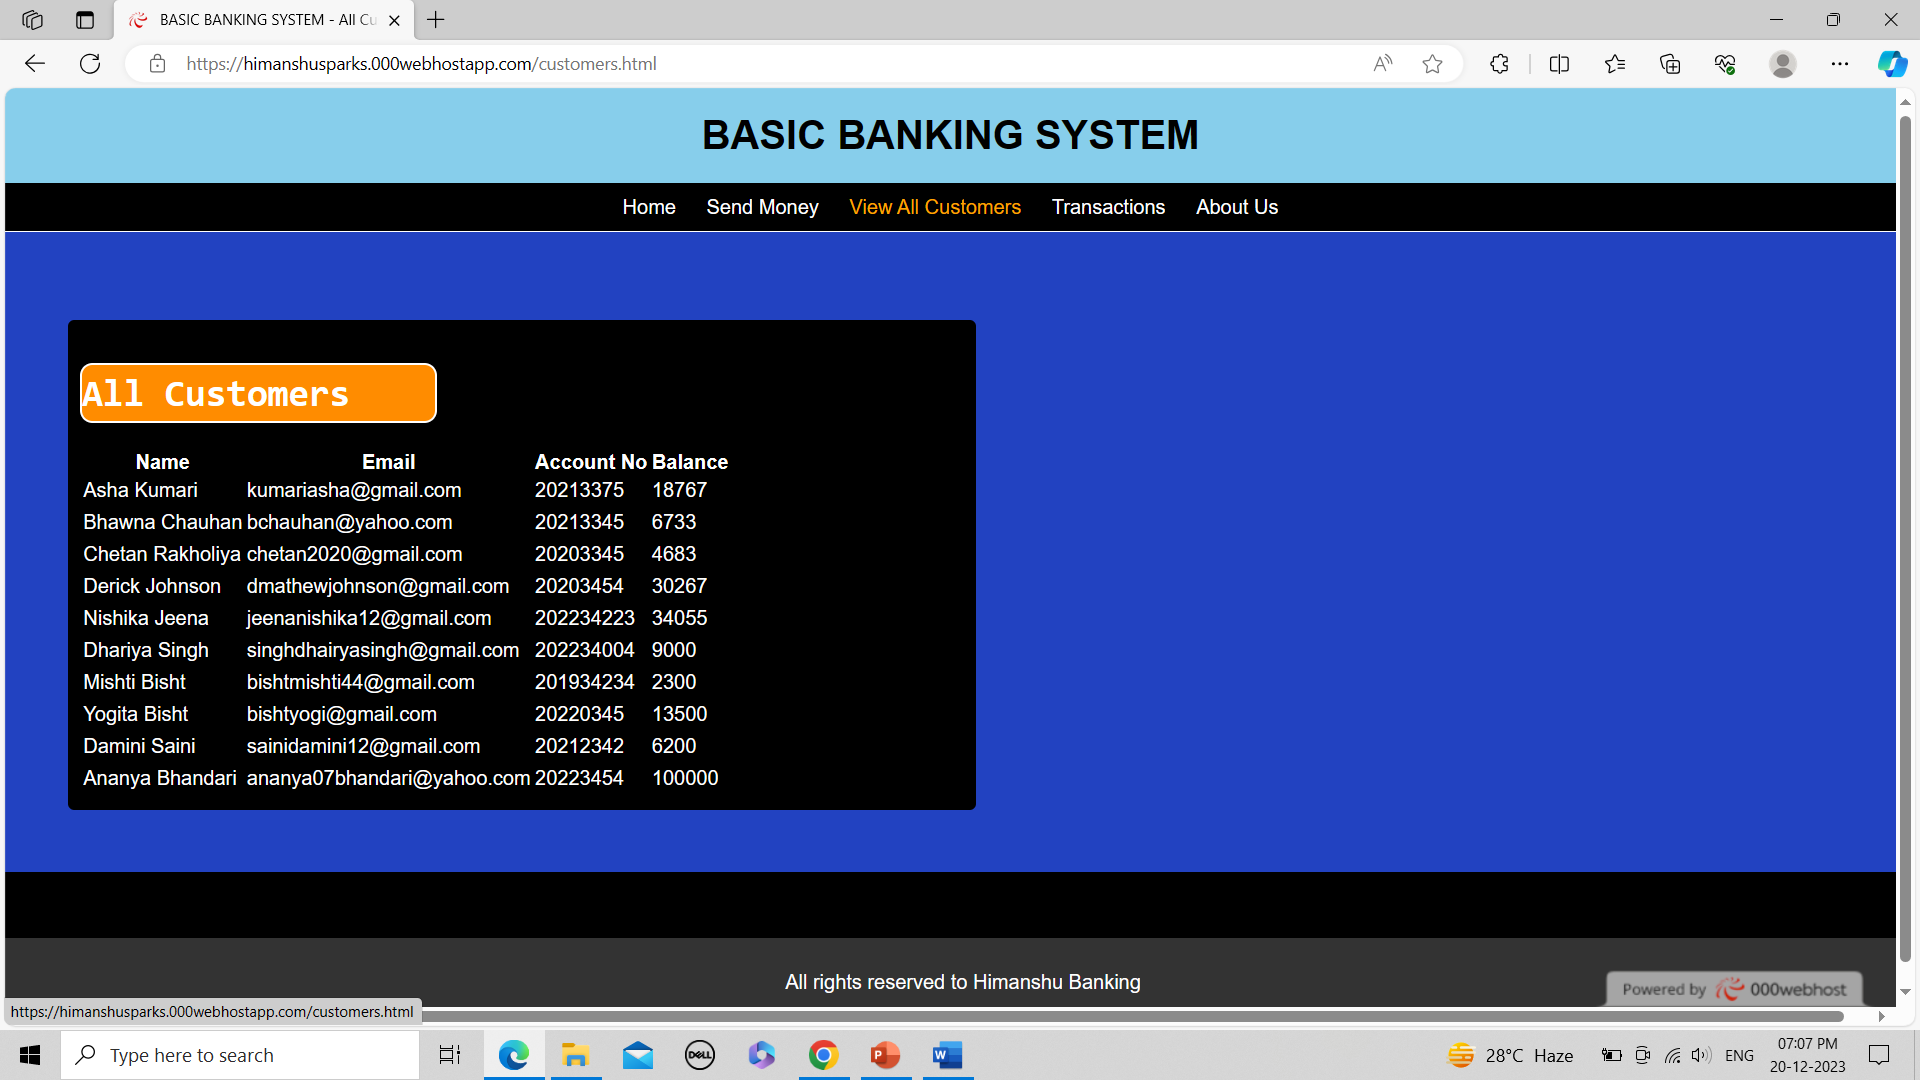 BASIC BANKING SYSTEM - All Cu
https://himanshusparks.000webhostapp.com/customers.html
BASIC BANKING SYSTEM
Home Send Money View All Customers Transactions About Us
All Customers
Name Email Account No Balance
Asha Kumari kumariasha@gmail.com 20213375 18767
Bhawna Chauhan bchauhan@yahoo.com 20213345 6733
Chetan Rakholiya chetan2020@gmail.com 20203345 4683
Derick Johnson dmathewjohnson@gmail.com 20203454 30267
Nishika Jeena jeenanishika12@gmail.com 202234223 34055
Dhariya Singh singhdhairyasingh@gmail.com 202234004 9000
Mishti Bisht bishtmishti44@gmail.com 201934234 2300
Yogita Bisht bishtyogi@gmail.com 20220345 13500
Damini Saini sainidamini12@gmail.com 20212342 6200
Ananya Bhandari ananya07bhandari@yahoo.com 20223454 100000
All rights reserved to Himanshu Banking
Powered by 000webhost
https://himanshusparks.000webhostapp.com/customers.html
Type here to search
DELL
P
W
28°C Haze
ENG
07:07 PM
20-12-2023